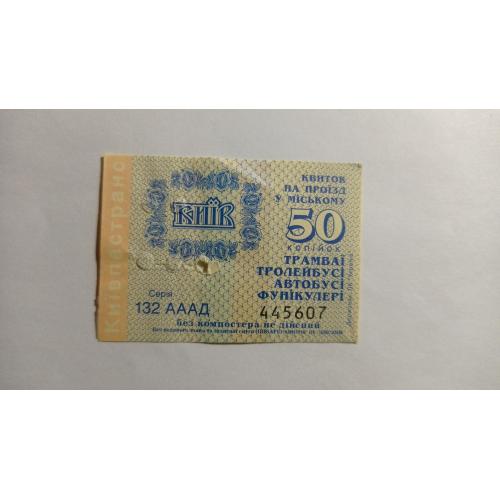 Київпастранс
КИЇВ
КВИТОК
НА ПРОЇЗД
У МІСЬКОМУ
50
КОПІЙОК
ТРАМВАЇ
ТРОЛЕЙБУСІ
АВТОБУСІ
ФУНІКУЛЕРІ
Серія
132 АААД
445607
без компостера не дійсний